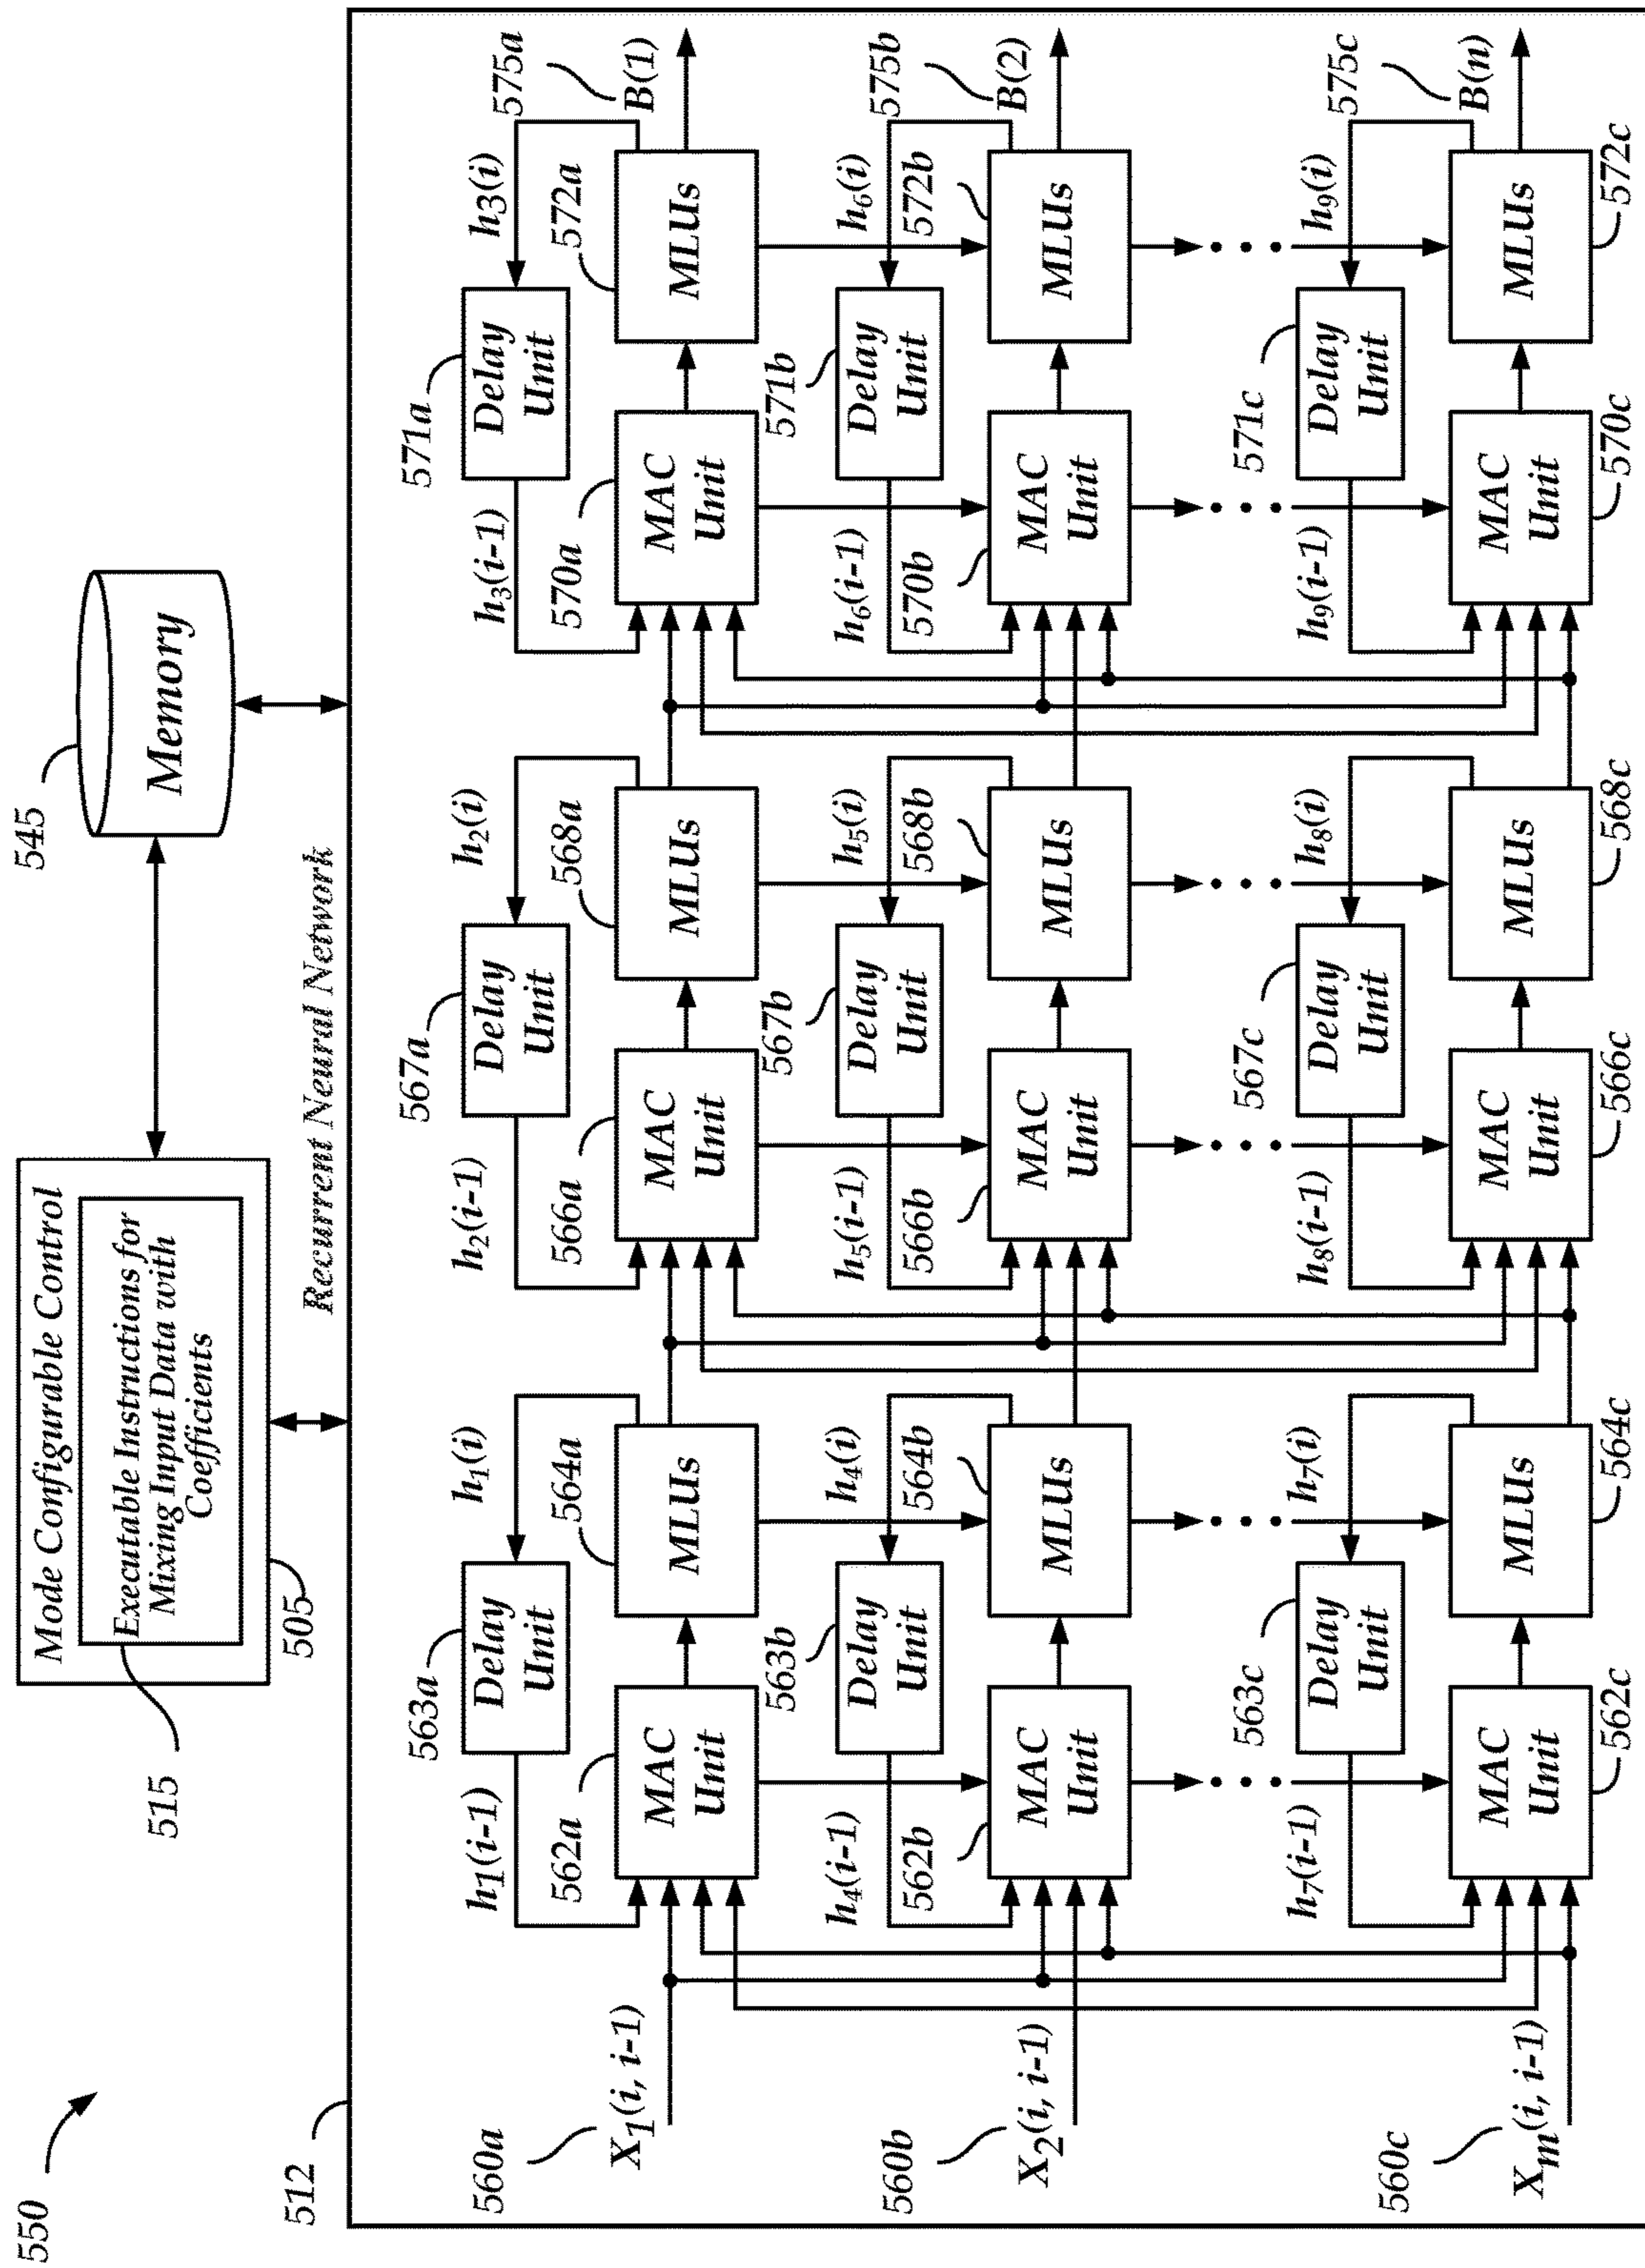 550
Mode Configurable Control
Executable Instructions for
Mixing Input Data with
Coefficients
515
505
545
Memory
512
Recurrent Neural Network
563a
Delay
Unit
h1(i-1)
h1(i)
567a
Delay
Unit
h2(i-1)
h2(i)
571a
Delay
Unit
h3(i-1)
h3(i)
575a
560a
X1(i, i-1)
562a
MAC
Unit
564a
MLUs
566a
MAC
Unit
568a
MLUs
570a
MAC
Unit
572a
MLUs
B(1)
563b
Delay
Unit
h4(i-1)
h4(i)
567b
Delay
Unit
h5(i-1)
h5(i)
571b
Delay
Unit
h6(i-1)
h6(i)
575b
560b
X2(i, i-1)
562b
MAC
Unit
564b
MLUs
566b
MAC
Unit
568b
MLUs
570b
MAC
Unit
572b
MLUs
B(2)
563c
Delay
Unit
h7(i-1)
h7(i)
567c
Delay
Unit
h8(i-1)
h8(i)
571c
Delay
Unit
h9(i-1)
h9(i)
575c
560c
Xm(i, i-1)
MAC
Unit
562c
MLUs
564c
MAC
Unit
566c
MLUs
568c
MAC
Unit
570c
MLUs
572c
B(n)